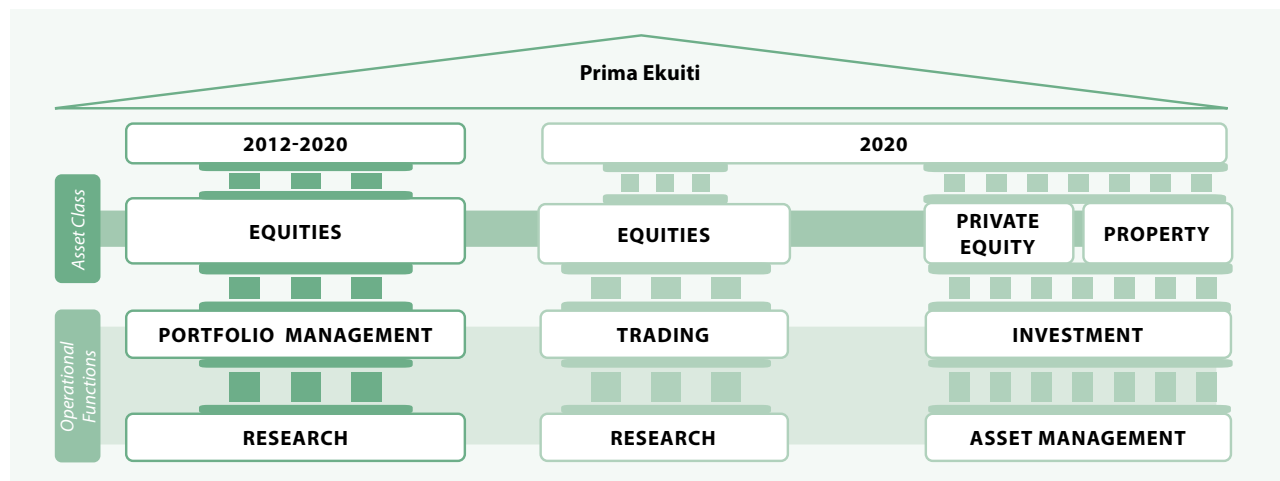 Prima Ekuiti
2012-2020
2020
Asset Class
EQUITIES
EQUITIES
PRIVATE
EQUITY
PROPERTY
Operational
Functions
PORTFOLIO MANAGEMENT
TRADING
INVESTMENT
RESEARCH
RESEARCH
ASSET MANAGEMENT